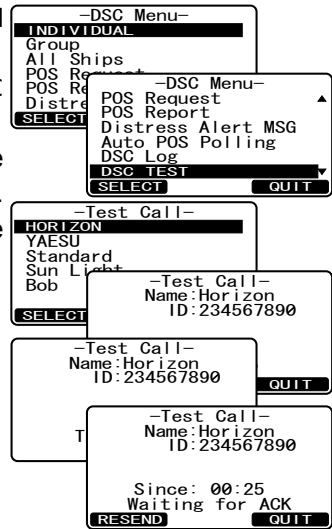 -DSC Menu-
INDIVIDUAL
Group
All Ships
POS Request
POS Re
Distre
SELECT
-DSC Menu-
POS Request
POS Report
Distress Alert MSG
Auto POS Polling
DSC Log
DSC TEST
SELECT QUIT
-Test Call-
HORIZON
YAESU
Standard
Sun Light
Bob
SELECT
-Test Call-
Name:Horizon
ID:234567890
QUIT
-Test Call-
Name:Horizon
ID:234567890
T
-Test Call-
Name:Horizon
ID:234567890
Since: 00:25
Waiting for ACK
RESEND QUIT